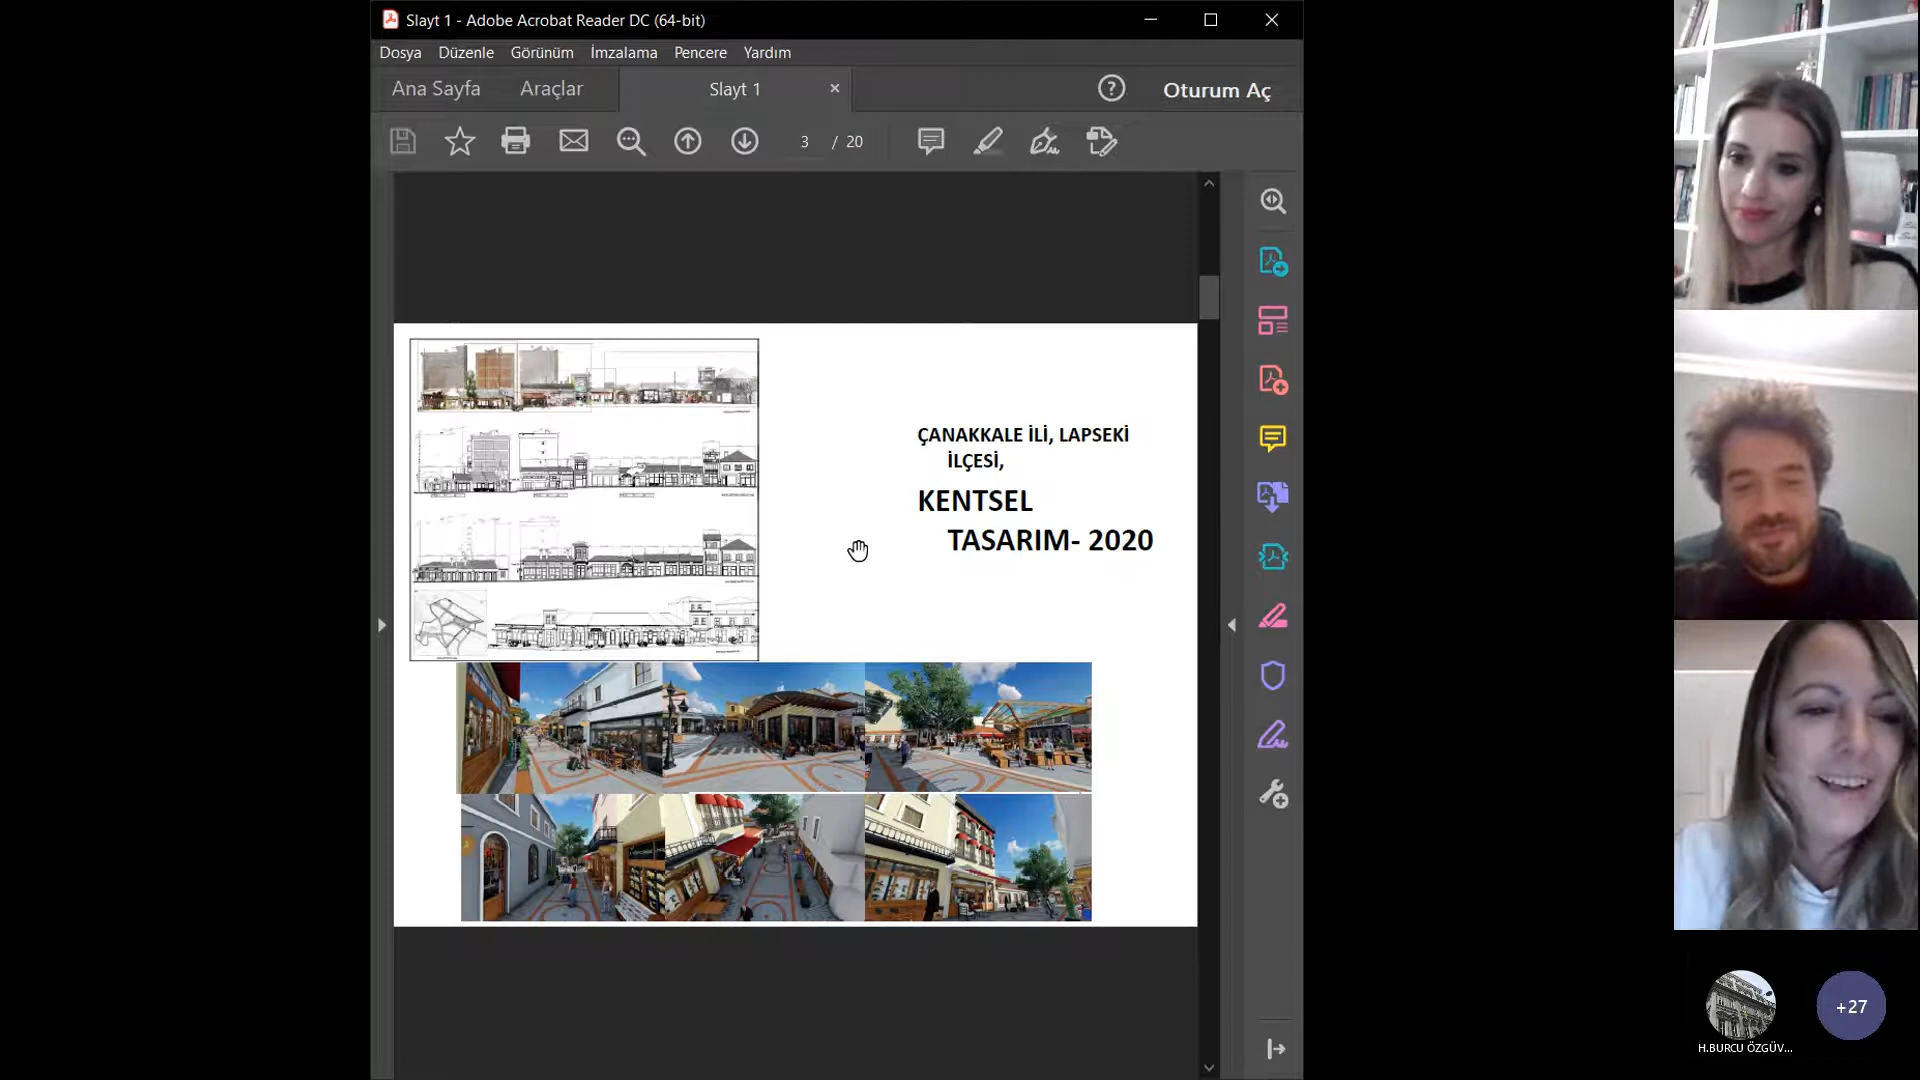 Slayt 1 - Adobe Acrobat Reader DC (64-bit)
Dosya Düzenle Görünüm İmzalama Pencere Yardım
Ana Sayfa Araçlar Slayt 1 Oturum Aç
3 / 20
ÇANAKKALE İLİ, LAPSEKİ
İLÇESİ,
KENTSEL
TASARIM- 2020
+27
H.BURCU ÖZGÜV...